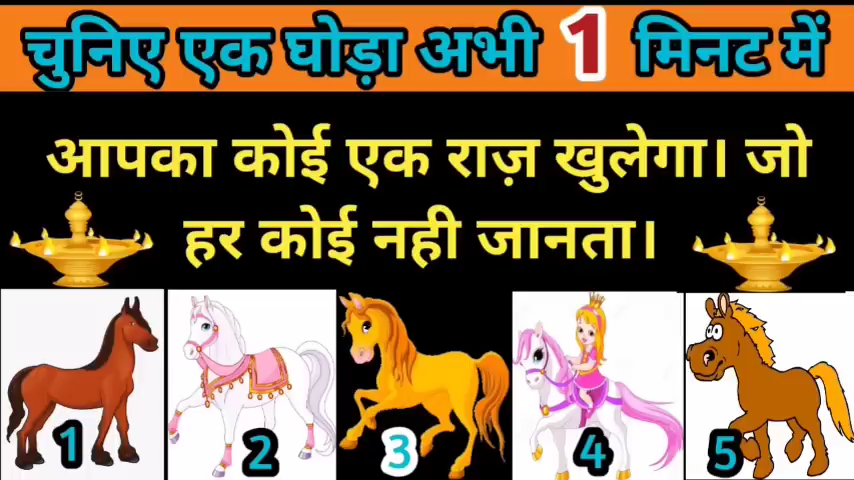 चुनिए एक घोड़ा अभी 1 मिनट में
आपका कोई एक राज़ खुलेगा। जो
हर कोई नही जानता।
1 2 3 4 5